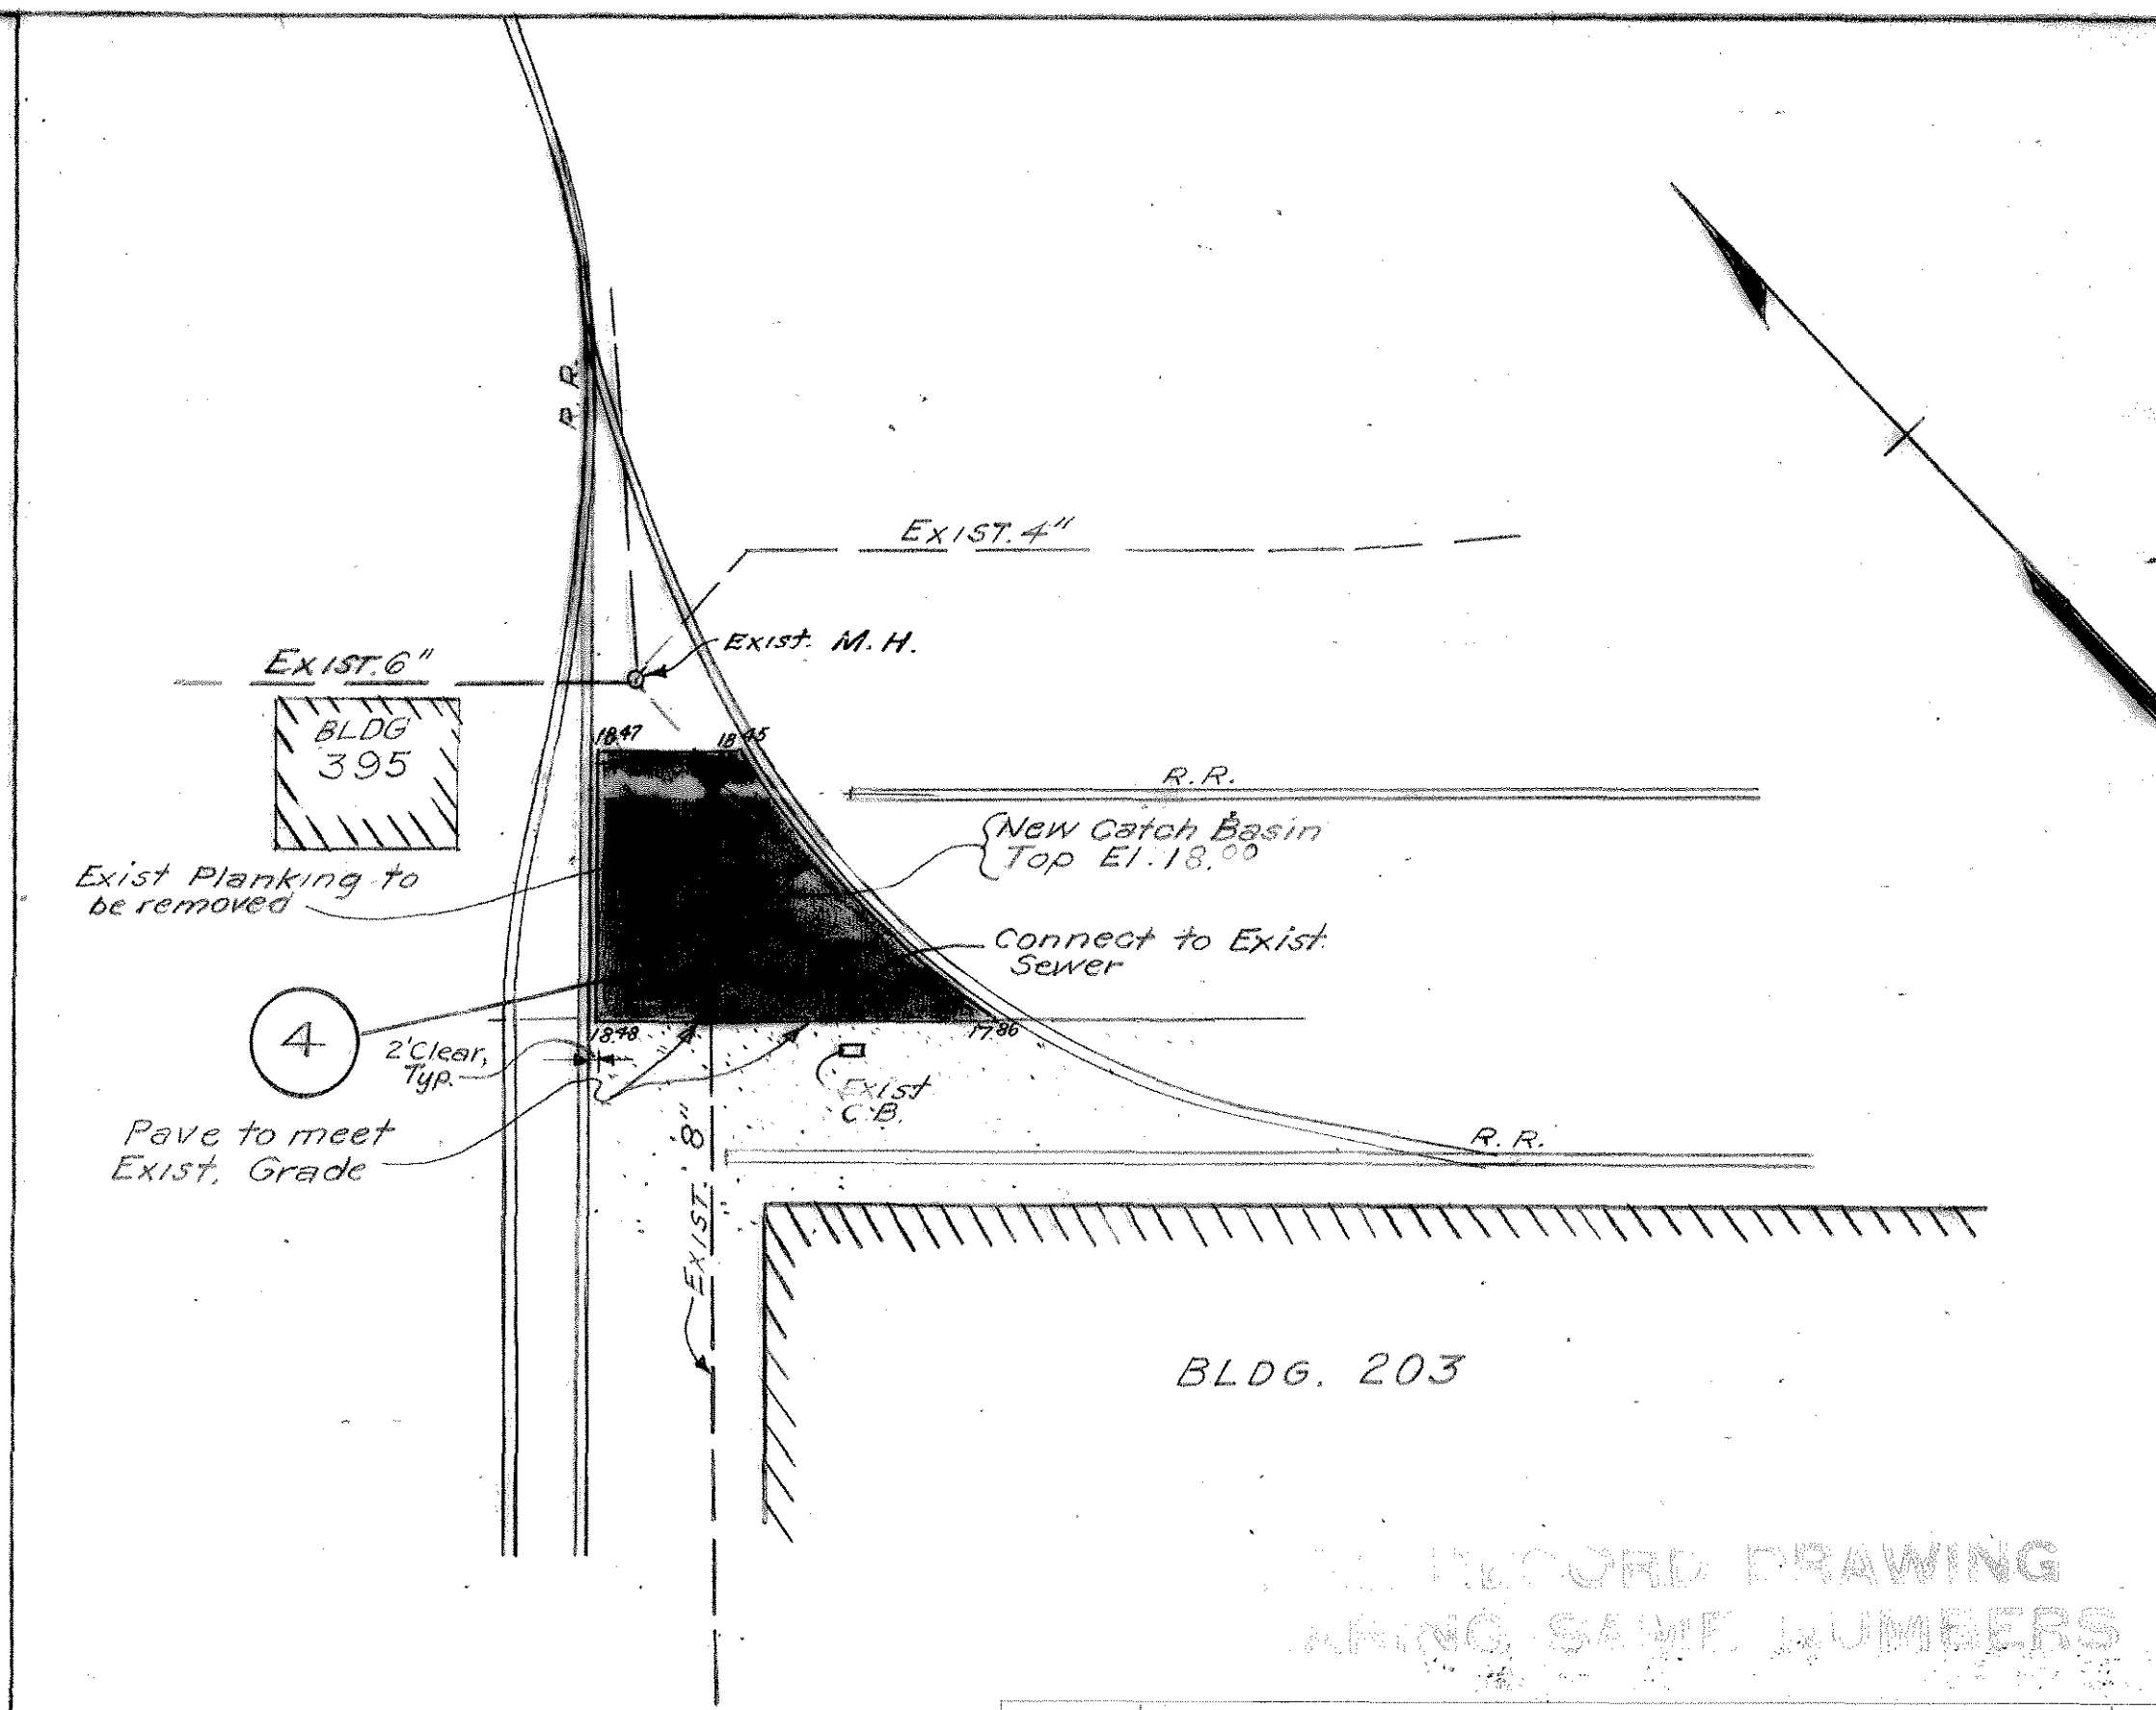 R. R.
EXIST. 4"
Exist. M. H.
EXIST. 6"
BLDG
395
18.47
18.45
R. R.
New Catch Basin
Top El. 18.00
Exist Planking to
be removed
Connect to Exist.
Sewer
4
18.48
17.86
2' Clear,
Typ.
Exist
C.B.
Pave to meet
Exist. Grade
EXIST. 8"
R. R.
BLDG. 203
RECORD DRAWING
SAME NUMBERS